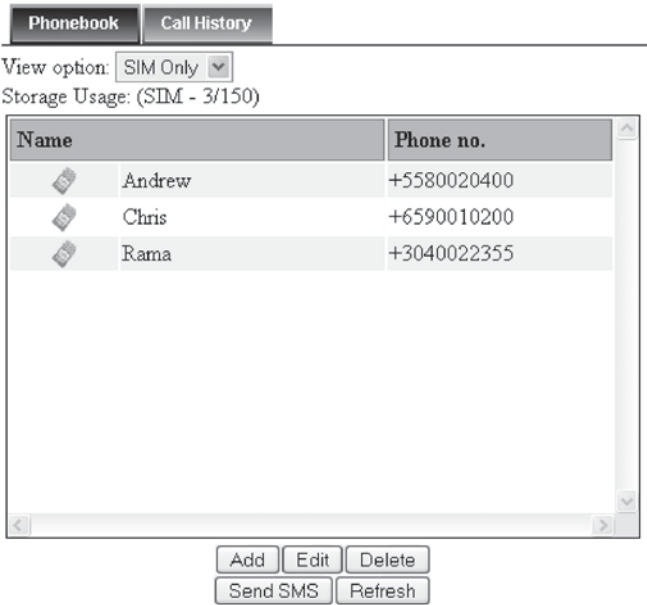 Phonebook Call History
View option: SIM Only
Storage Usage: (SIM - 3/150)
Name Phone no.
Andrew +5580020400
Chris +6590010200
Rama +3040022355
Add Edit Delete
Send SMS Refresh